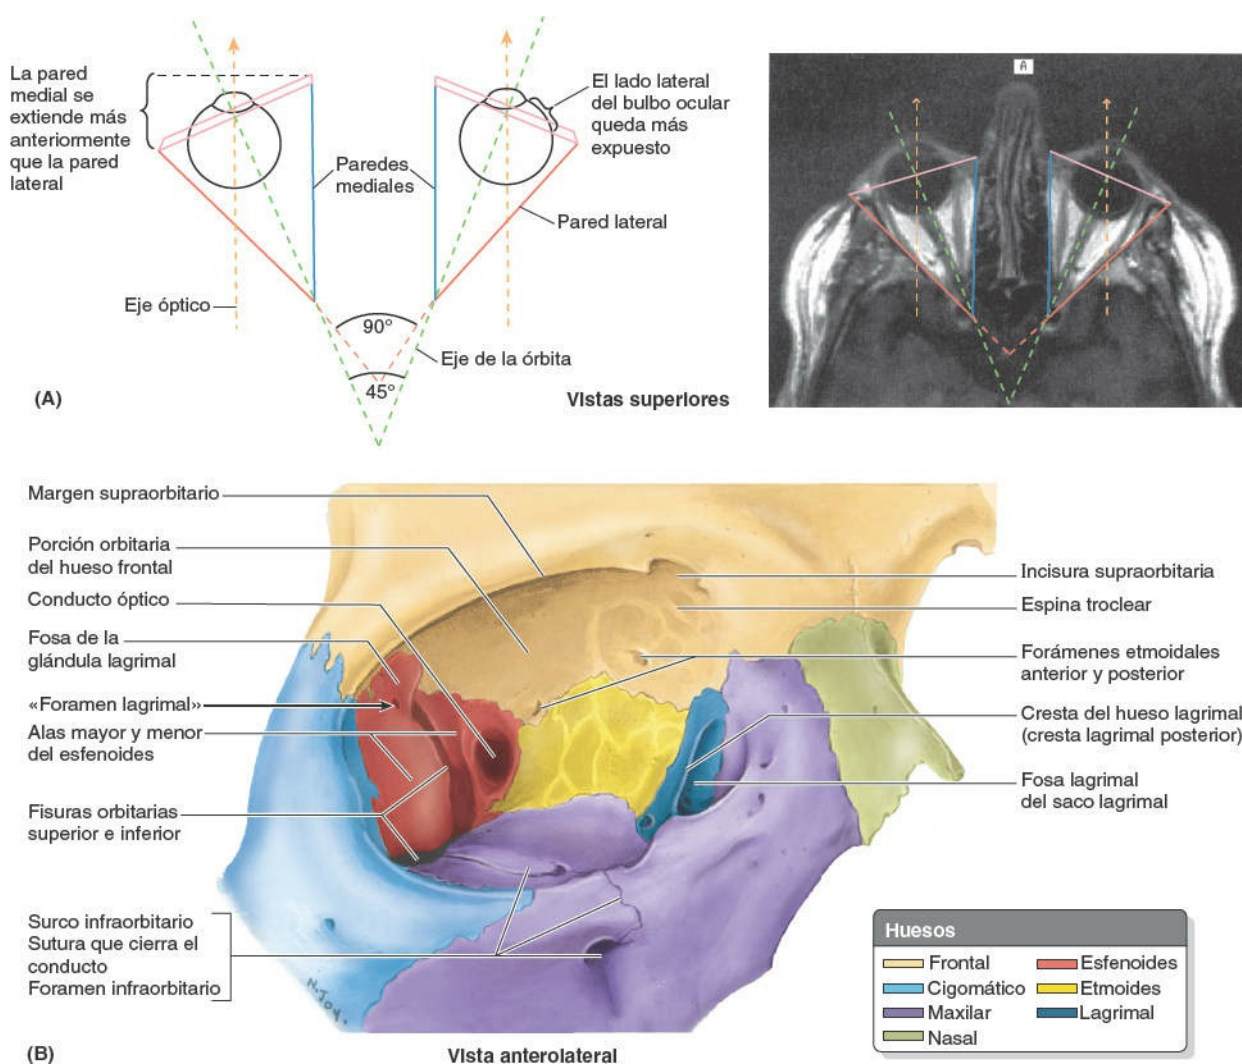 La pared
medial se
extiende más
anteriormente
que la pared
lateral
Paredes
mediales
El lado lateral
del bulbo ocular
queda más
expuesto
Pared lateral
Eje óptico
90°
Eje de la órbita
45°
(A)
Vistas superiores
A
Margen supraorbitario
Porción orbitaria
del hueso frontal
Conducto óptico
Fosa de la
glándula lagrimal
«Foramen lagrimal»
Alas mayor y menor
del esfenoides
Fisuras orbitarias
superior e inferior
Surco infraorbitario
Sutura que cierra el
conducto
Foramen infraorbitario
Incisura supraorbitaria
Espina troclear
Forámenes etmoidales
anterior y posterior
Cresta del hueso lagrimal
(cresta lagrimal posterior)
Fosa lagrimal
del saco lagrimal
N. Joy.
Huesos
Frontal
Esfenoides
Cigomático
Etmoides
Maxilar
Lagrimal
Nasal
(B)
Vista anterolateral